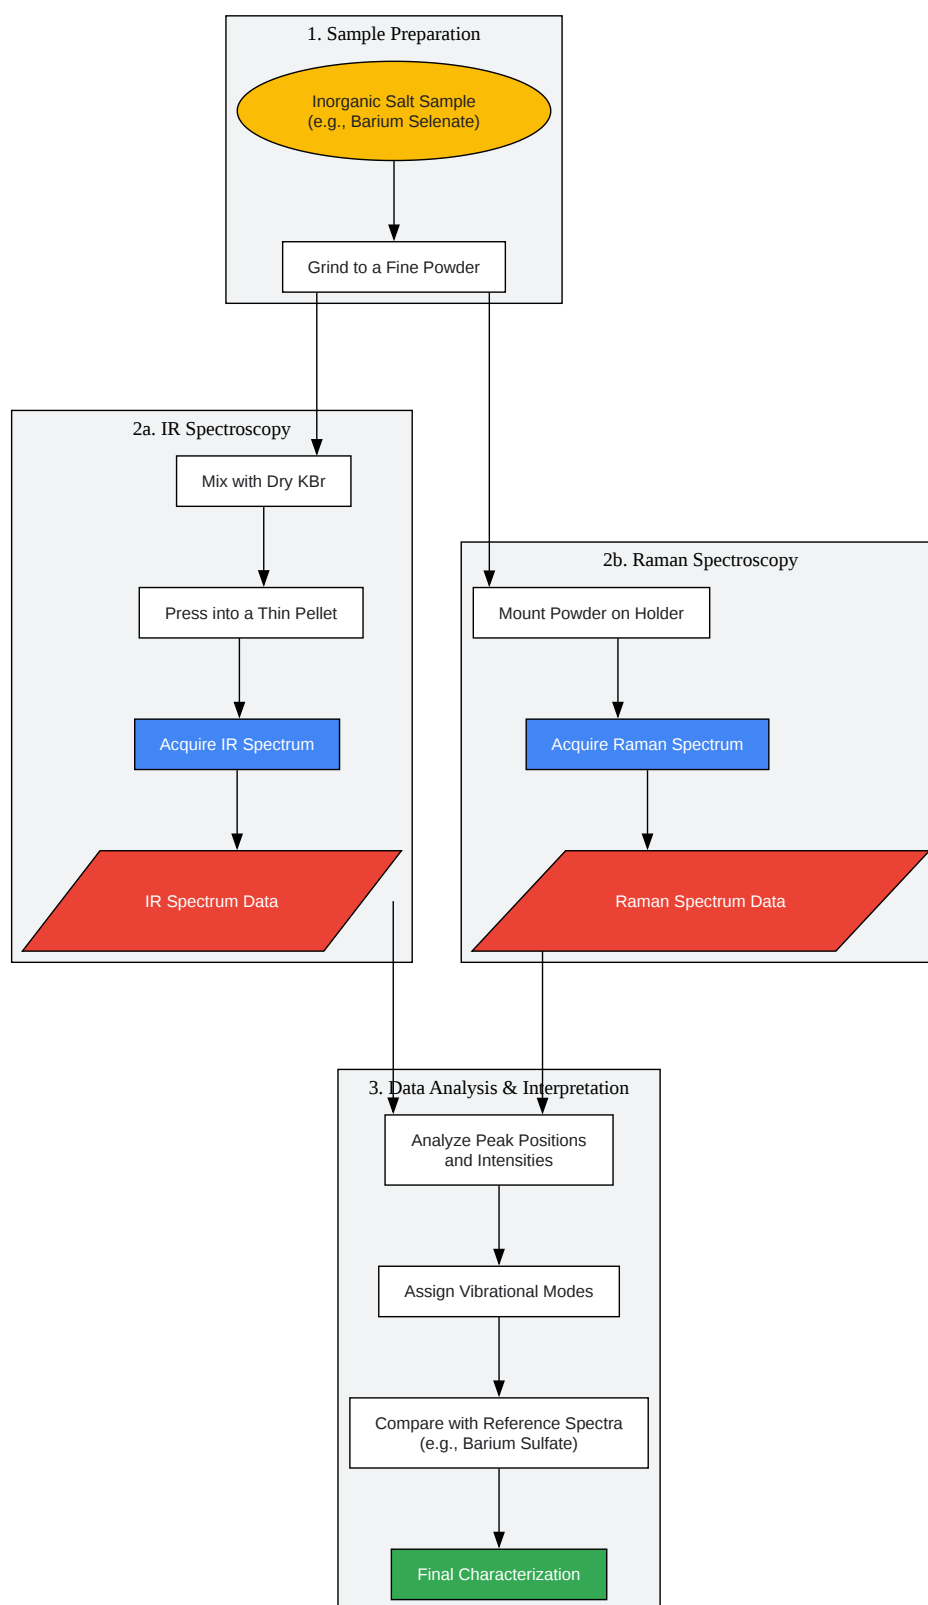 1. Sample Preparation
Inorganic Salt Sample
(e.g., Barium Selenate)
Grind to a Fine Powder
2a. IR Spectroscopy
Mix with Dry KBr
Press into a Thin Pellet
Acquire IR Spectrum
IR Spectrum Data
2b. Raman Spectroscopy
Mount Powder on Holder
Acquire Raman Spectrum
Raman Spectrum Data
3. Data Analysis & Interpretation
Analyze Peak Positions
and Intensities
Assign Vibrational Modes
Compare with Reference Spectra
(e.g., Barium Sulfate)
Final Characterization